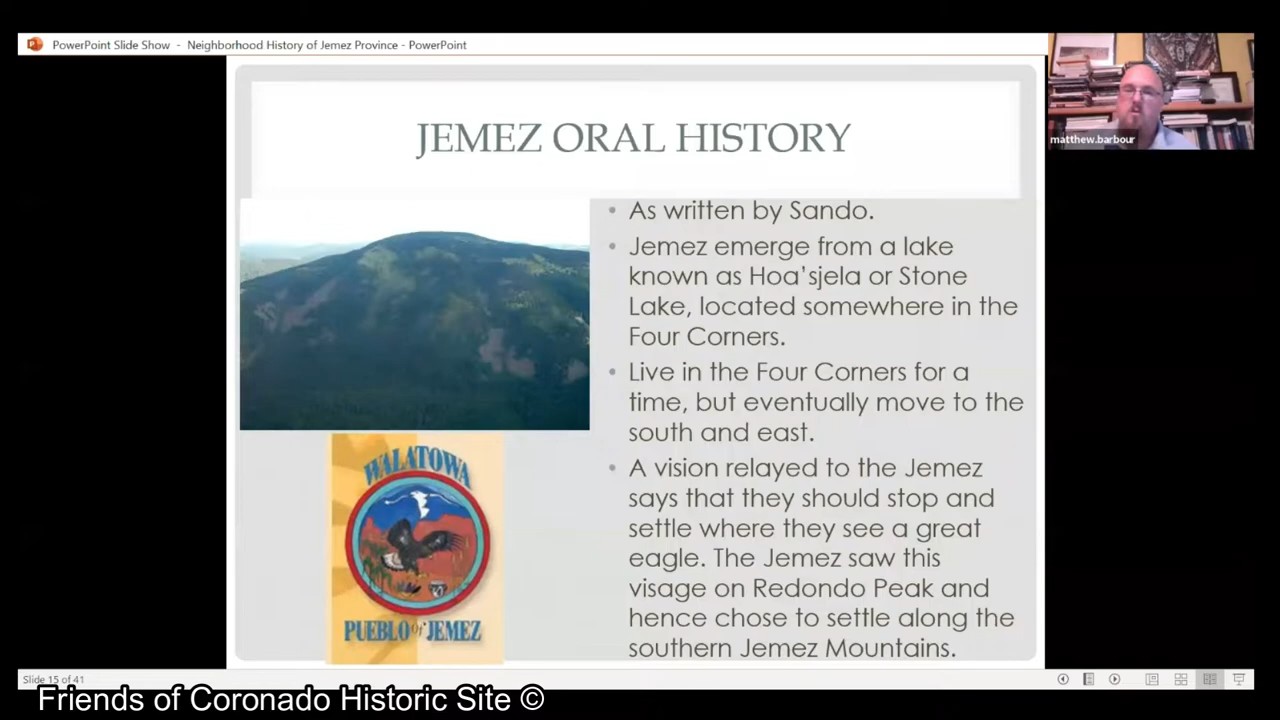 PowerPoint Slide Show - Neighborhood History of Jemez Province - PowerPoint
matthew.barbour
JEMEZ ORAL HISTORY
• As written by Sando.
• Jemez emerge from a lake
known as Hoa'sjela or Stone
Lake, located somewhere in the
Four Corners.
• Live in the Four Corners for a
time, but eventually move to the
south and east.
• A vision relayed to the Jemez
says that they should stop and
settle where they see a great
eagle. The Jemez saw this
visage on Redondo Peak and
hence chose to settle along the
southern Jemez Mountains.
WALATOWA
PUEBLO of JEMEZ
Slide 15 of 41
Friends of Coronado Historic Site ©